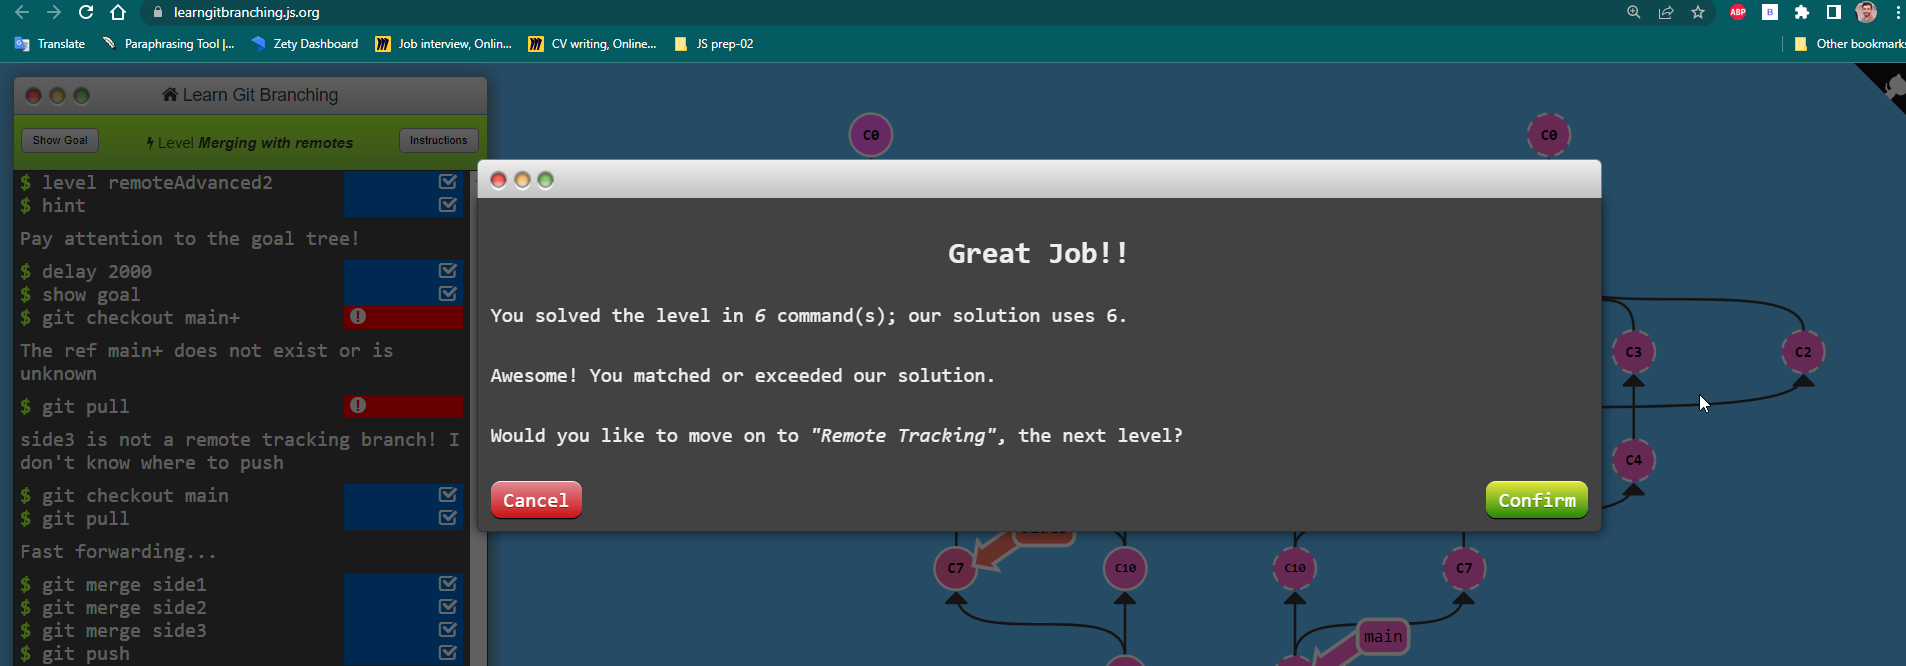 learngitbranching.js.org
ABP
B
Translate
Paraphrasing Tool |...
Zety Dashboard
Job interview, Onlin...
CV writing, Online...
JS prep-02
Other bookmarks
Learn Git Branching
Show Goal
Level Merging with remotes
Instructions
$ level remoteAdvanced2
$ hint
Pay attention to the goal tree!
$ delay 2000
$ show goal
$ git checkout main+
The ref main+ does not exist or is
unknown
$ git pull
side3 is not a remote tracking branch! I
don't know where to push
$ git checkout main
$ git pull
Fast forwarding...
$ git merge side1
$ git merge side2
$ git merge side3
$ git push
C0
C0
Great Job!!
You solved the level in 6 command(s); our solution uses 6.
Awesome! You matched or exceeded our solution.
Would you like to move on to "Remote Tracking", the next level?
Cancel
Confirm
C3
C2
C4
C7
C10
C10
C7
main